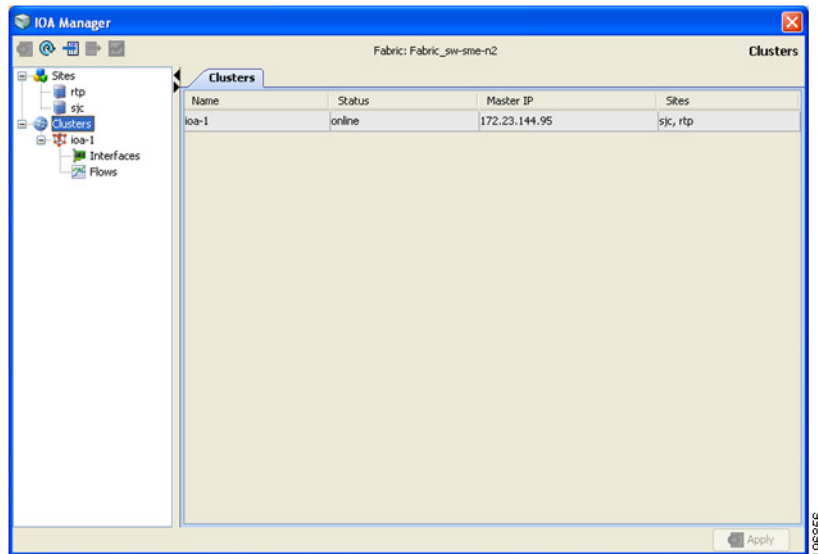 IOA Manager
Fabric: Fabric_sw-sme-n2
Clusters
Sites
rtp
sjc
Clusters
ioa-1
Interfaces
Flows
Clusters
Name Status Master IP Sites
ioa-1 online 172.23.144.95 sjc, rtp
Apply